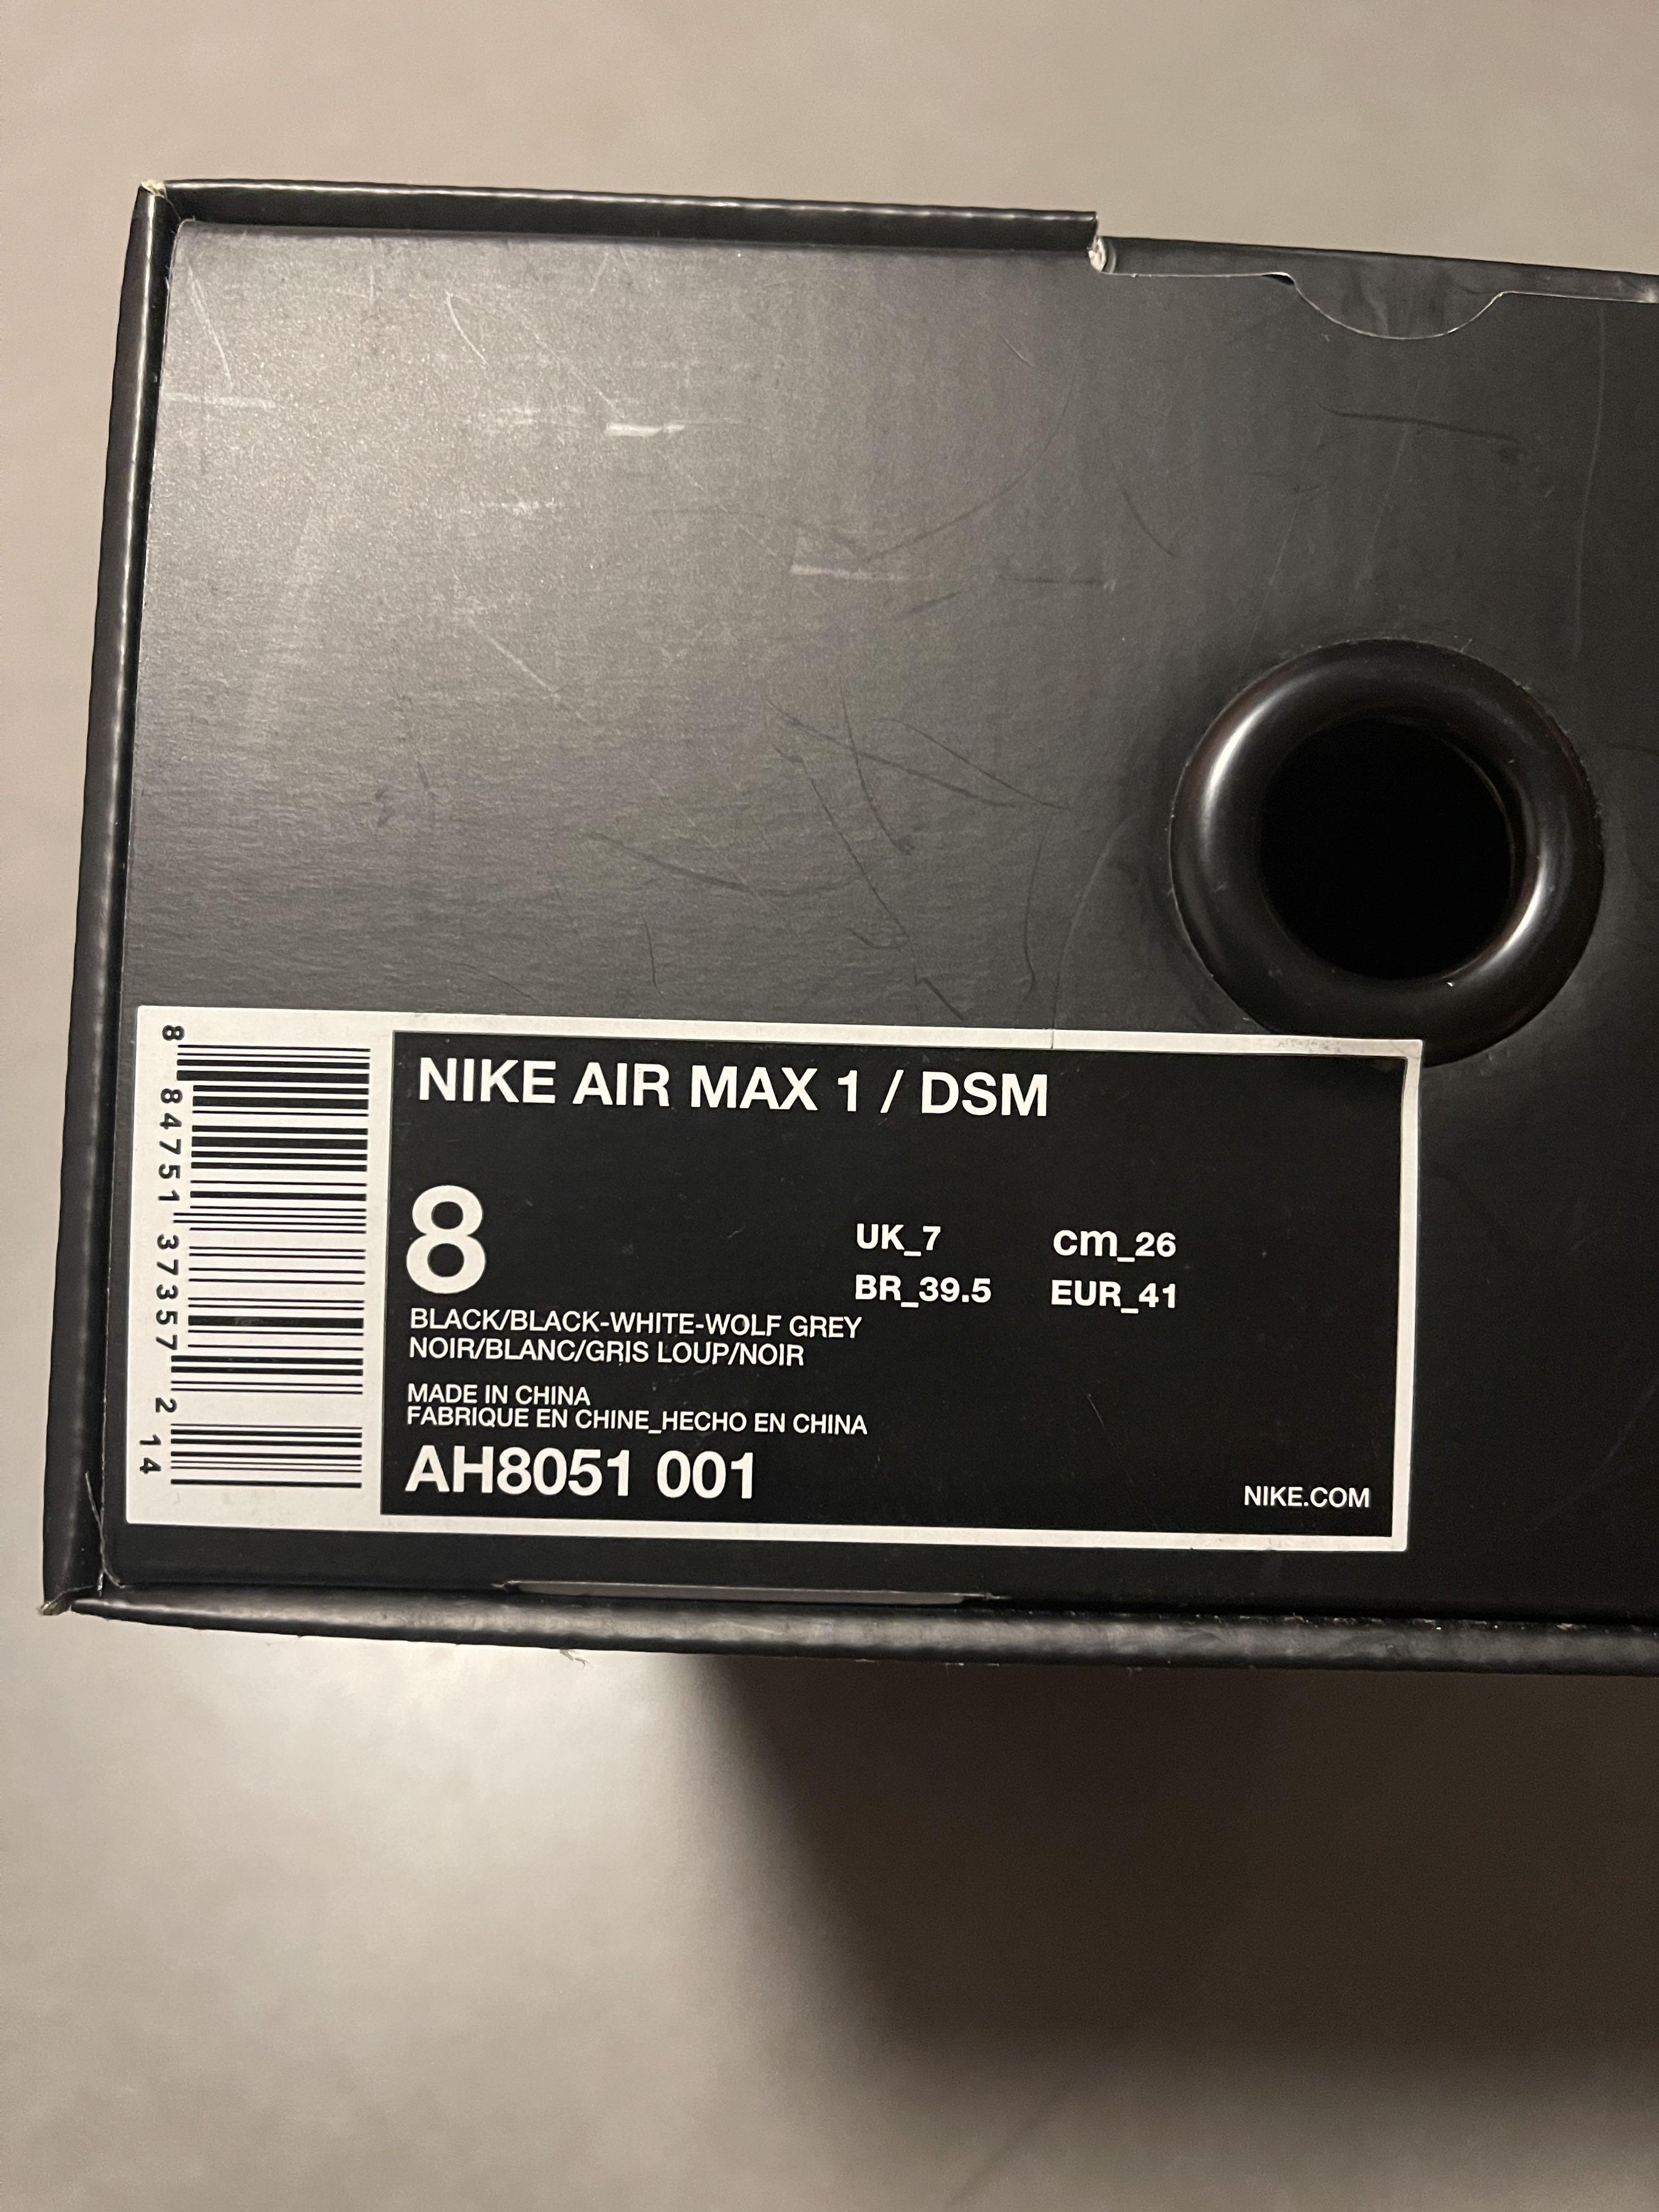 NIKE AIR MAX 1 / DSM
8
UK_7 cm_26
BR_39.5 EUR_41
BLACK/BLACK-WHITE-WOLF GREY
NOIR/BLANC/GRIS LOUP/NOIR
MADE IN CHINA
FABRIQUE EN CHINE_HECHO EN CHINA
AH8051 001
NIKE.COM
8 84751 37357 2 14